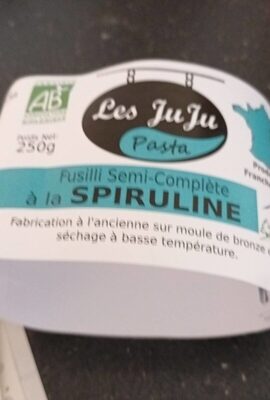 AB
Les JuJu
Pasta
Poids Net:
250g
Fusilli Semi-Complète
à la SPIRULINE
Fabrication à l'ancienne sur moule de bronze
séchage à basse température.